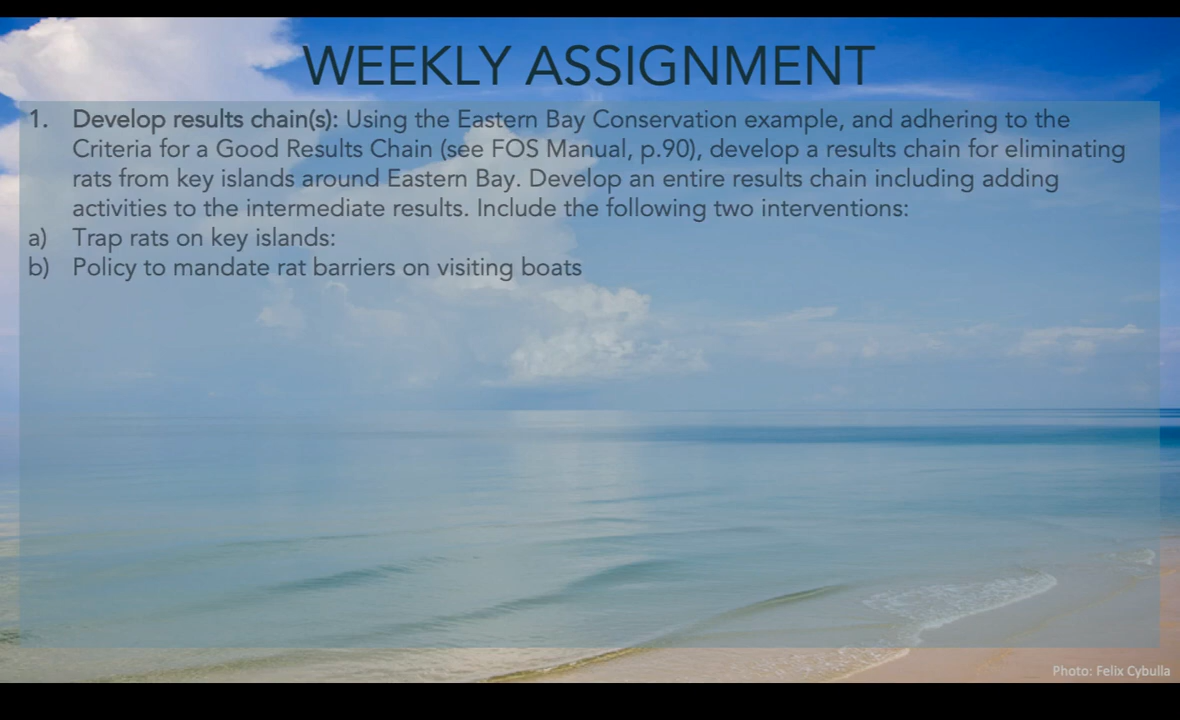 WEEKLY ASSIGNMENT
1. Develop results chain(s): Using the Eastern Bay Conservation example, and adhering to the
Criteria for a Good Results Chain (see FOS Manual, p.90), develop a results chain for eliminating
rats from key islands around Eastern Bay. Develop an entire results chain including adding
activities to the intermediate results. Include the following two interventions:
a) Trap rats on key islands:
b) Policy to mandate rat barriers on visiting boats
Photo: Felix Cybulla